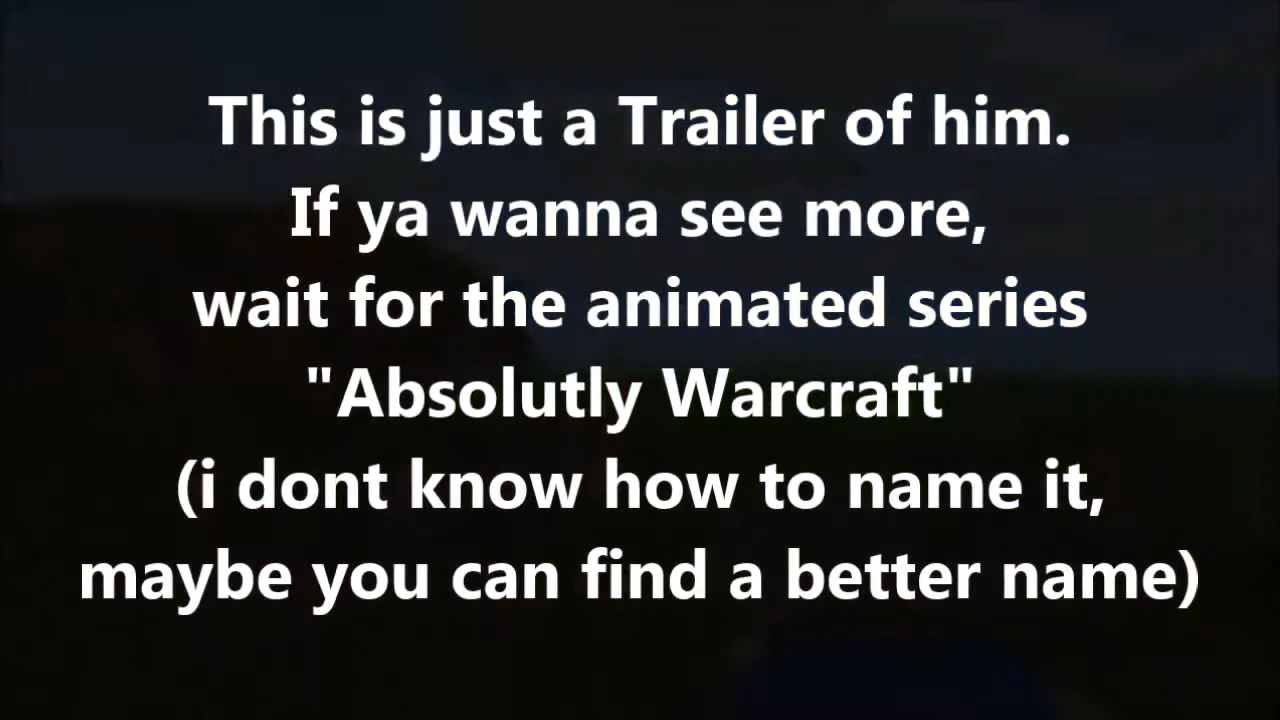 This is just a Trailer of him.
If ya wanna see more,
wait for the animated series
"Absolutly Warcraft"
(i dont know how to name it,
maybe you can find a better name)